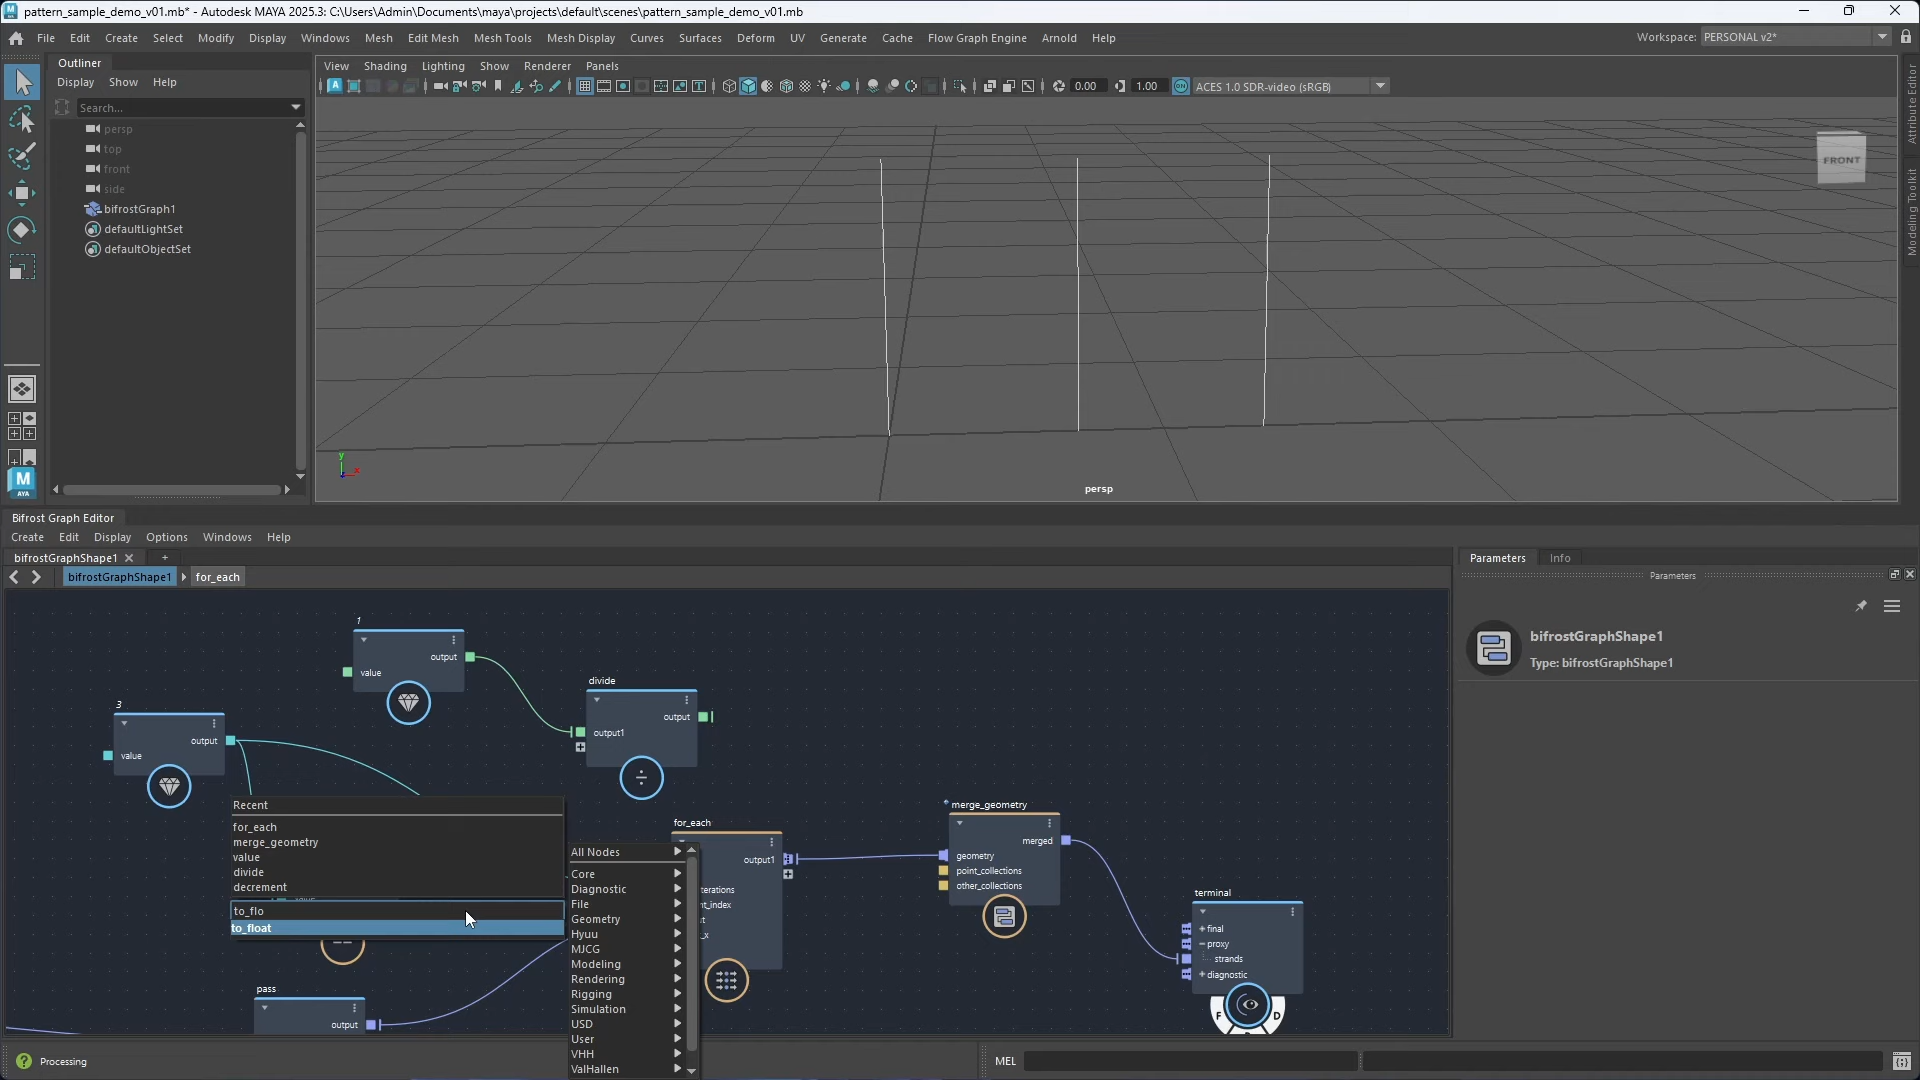 pattern_sample_demo_v01.mb* - Autodesk MAYA 2025.3: C:\Users\Admin\Documents\maya\projects\default\scenes\pattern_sample_demo_v01.mb
File Edit Create Select Modify Display Windows Mesh Edit Mesh Mesh Tools Mesh Display Curves Surfaces Deform UV Generate Cache Flow Graph Engine Arnold Help
Workspace: PERSONAL v2*
Outliner
Display Show Help
Search...
persp
top
front
side
bifrostGraph1
defaultLightSet
defaultObjectSet
View Shading Lighting Show Renderer Panels
0.00 1.00 ON ACES 1.0 SDR-video (sRGB)
FRONT
y
x
persp
Attribute Editor
Modeling Toolkit
M
AYA
Bifrost Graph Editor
Create Edit Display Options Windows Help
bifrostGraphShape1
bifrostGraphShape1 for_each
1
output
value
3
output
value
divide
output
output1
Recent
for_each
merge_geometry
value
divide
decrement
to_flo
to_float
All Nodes
Core
Diagnostic
File
Geometry
Hyuu
MJCG
Modeling
Rendering
Rigging
Simulation
USD
User
VHH
ValHallen
for_each
output1
pass
output
merge_geometry
merged
geometry
point_collections
other_collections
terminal
final
proxy
strands
diagnostic
F D
Parameters Info
Parameters
bifrostGraphShape1
Type: bifrostGraphShape1
Processing
MEL